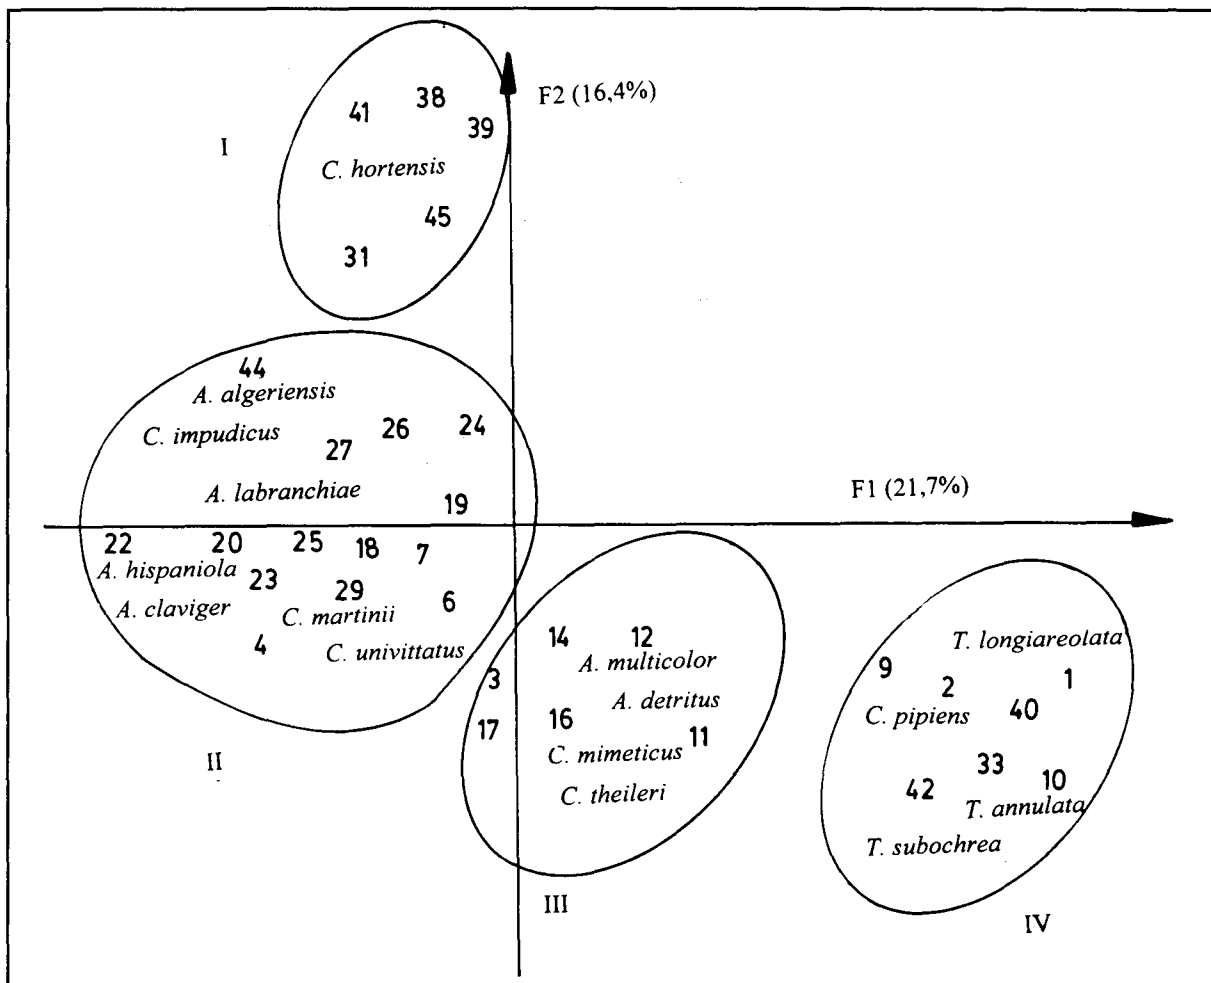 F2 (16,4%)
38
41
39
I
C. hortensis
45
31
44
A. algeriensis
C. impudicus
26
24
27
A. labranchiae
19
F1 (21,7%)
22
20
25
18
7
A. hispaniola
23
29
6
A. claviger
C. martinii
4
C. univittatus
II
14
12
A. multicolor
3
A. detritus
16
17
11
C. mimeticus
C. theileri
III
T. longiareolata
9
2
1
C. pipiens
40
33
42
10
T. annulata
T. subochrea
IV